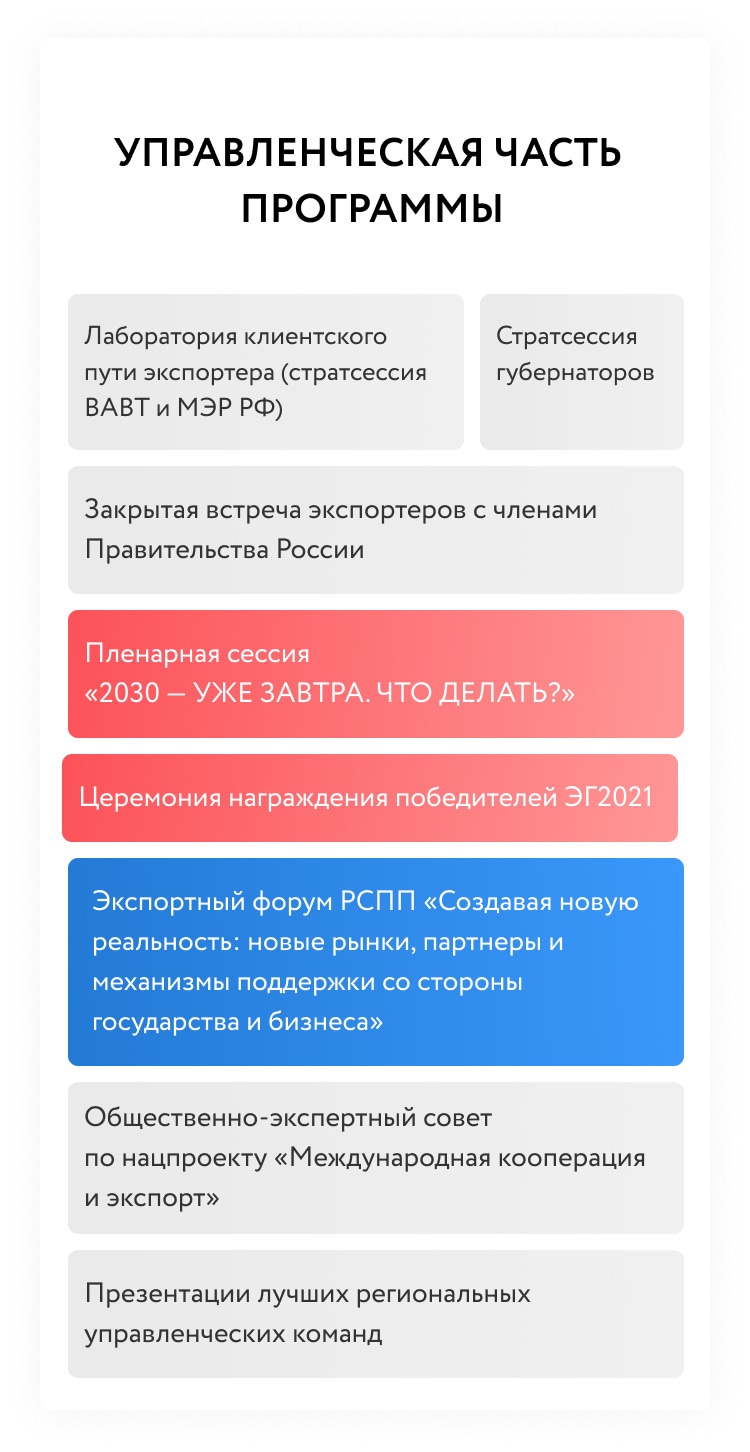 УПРАВЛЕНЧЕСКАЯ ЧАСТЬ
ПРОГРАММЫ
Лаборатория клиентского
пути экспортера (стратсессия
ВАВТ и МЭР РФ)
Стратсессия
губернаторов
Закрытая встреча экспортеров с членами
Правительства России
Пленарная сессия
«2030 — УЖЕ ЗАВТРА. ЧТО ДЕЛАТЬ?»
Церемония награждения победителей ЭГ2021
Экспортный форум РСПП «Создавая новую
реальность: новые рынки, партнеры и
механизмы поддержки со стороны
государства и бизнеса»
Общественно-экспертный совет
по нацпроекту «Международная кооперация
и экспорт»
Презентации лучших региональных
управленческих команд